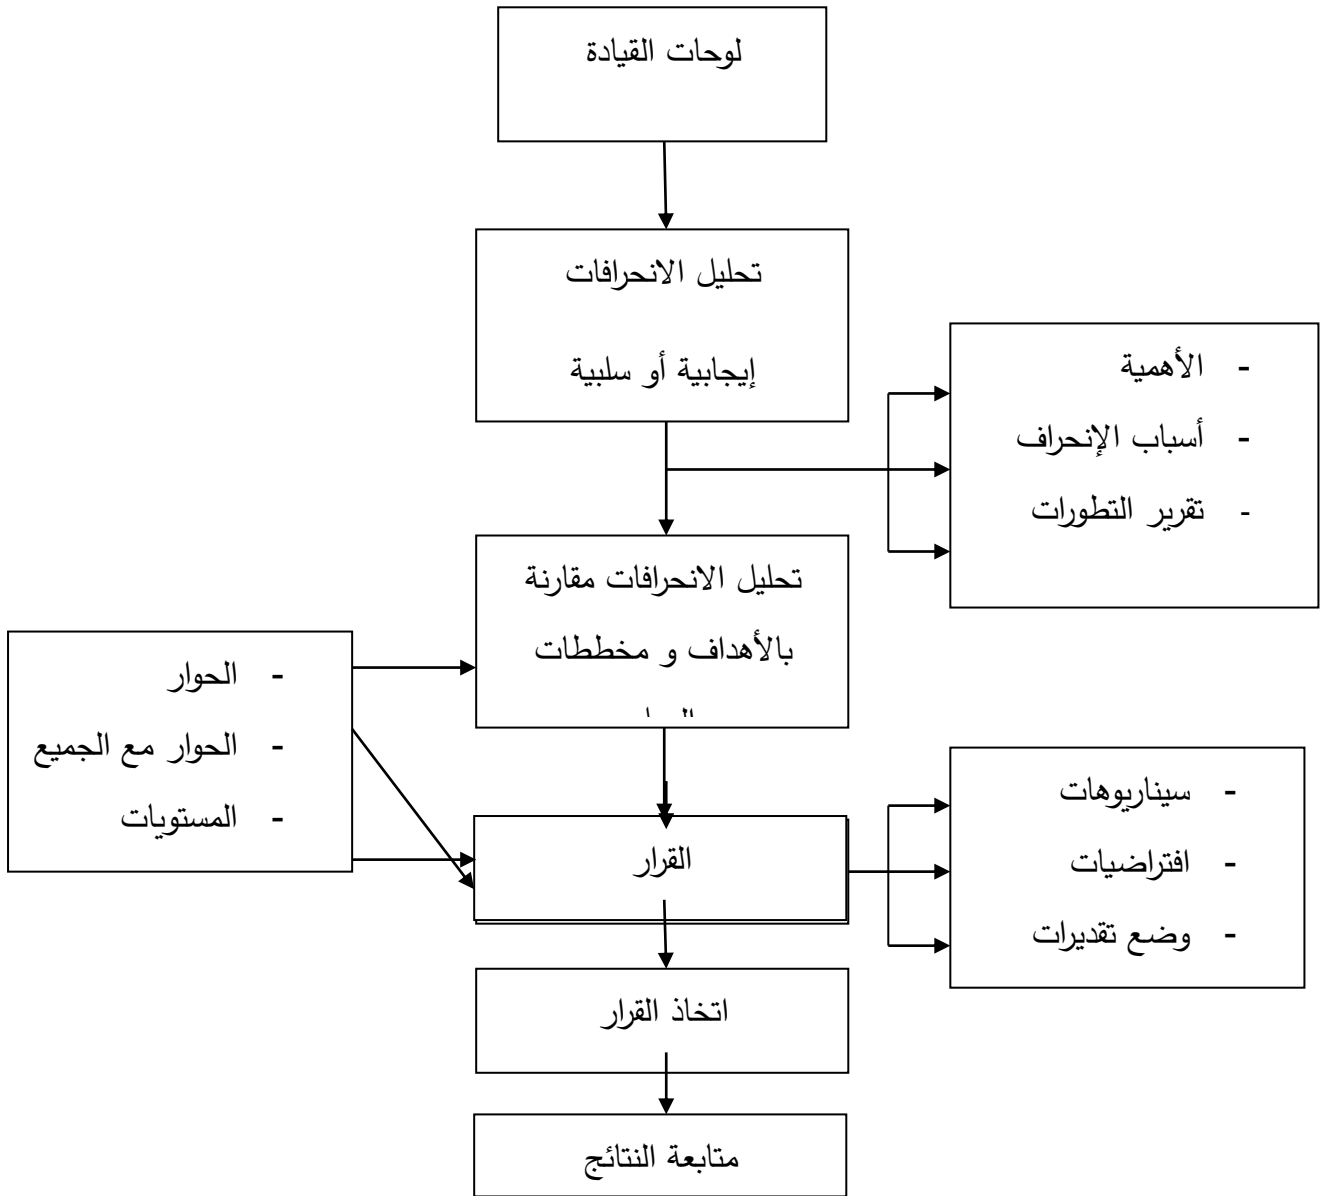 لوحات القيادة
تحليل الانحرافات
إيجابية أو سلبية
- الأهمية
- أسباب الإنحراف
- تقرير التطورات
تحليل الانحرافات مقارنة
بالأهداف و مخططات
- الحوار
- الحوار مع الجميع
- المستويات
القرار
- سيناريوهات
- افتراضيات
- وضع تقديرات
اتخاذ القرار
متابعة النتائج